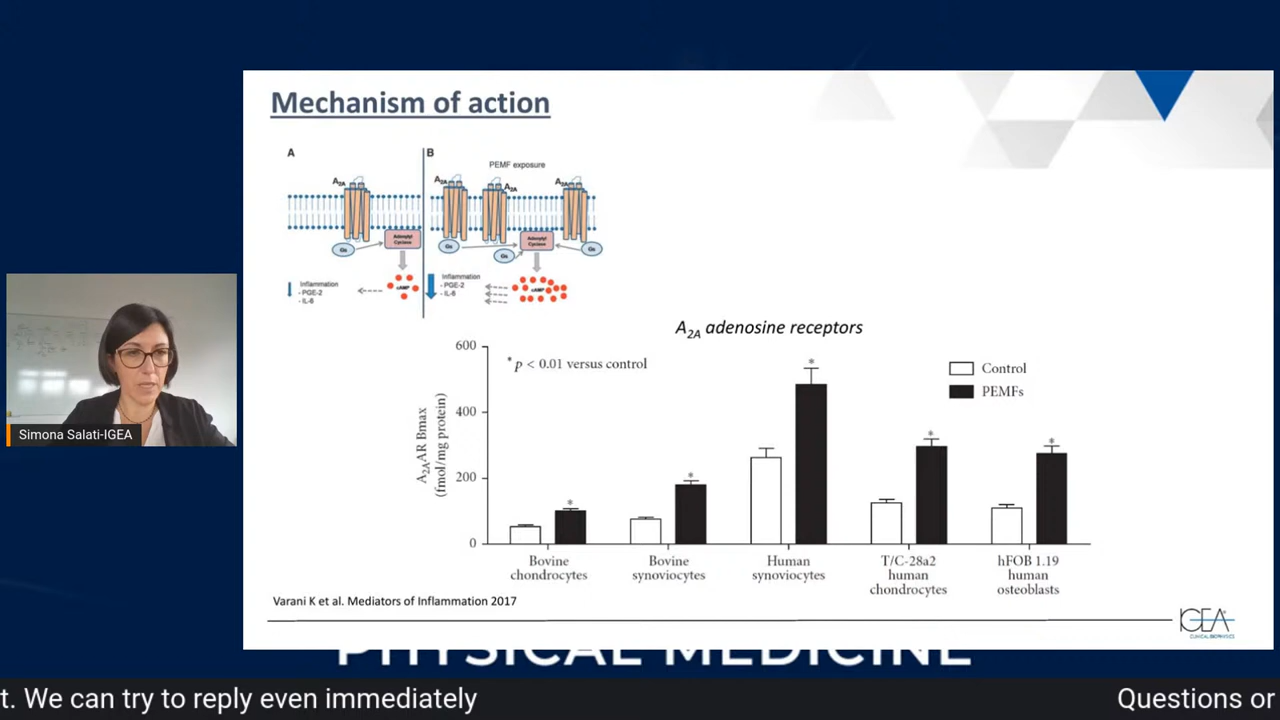 Mechanism of action
A
B
PEMF exposure
A2A
A2A
A2A
A2A
Gs
Adenylyl
Cyclase
Gs
Gs
Adenylyl
Cyclase
Gs
Inflammation
- PGE-2
- IL-6
cAMP
Inflammation
- PGE-2
- IL-6
cAMP
A2A adenosine receptors
* p < 0.01 versus control
Control
PEMFs
A2AAR Bmax
(fmol/mg protein)
600
400
200
0
*
*
*
*
*
Bovine
chondrocytes
Bovine
synoviocytes
Human
synoviocytes
T/C-28a2
human
chondrocytes
hFOB 1.19
human
osteoblasts
Varani K et al. Mediators of Inflammation 2017
IGEA
CLINICAL BIOPHYSICS
Simona Salati-IGEA
PHYSICAL MEDICINE
t. We can try to reply even immediately
Questions or